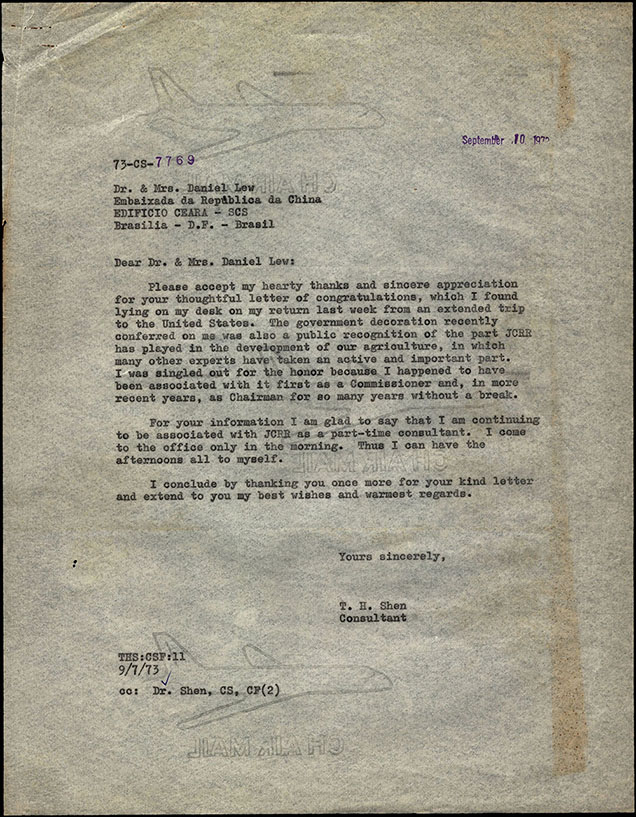 September 10
73-CS-7769
Dr. & Mrs. Daniel Lew
Embaixada da República da China
EDIFICIO CEARA - SCS
Brasilia - D.F. - Brasil
Dear Dr. & Mrs. Daniel Lew:
Please accept my hearty thanks and sincere appreciation
for your thoughtful letter of congratulations, which I found
lying on my desk on my return last week from an extended trip
to the United States. The government decoration recently
conferred on me was also a public recognition of the part JCRR
has played in the development of our agriculture, in which
many other experts have taken an active and important part.
I was singled out for the honor because I happened to have
been associated with it first as a Commissioner and, in more
recent years, as Chairman for so many years without a break.
For your information I am glad to say that I am continuing
to be associated with JCRR as a part-time consultant. I come
to the office only in the morning. Thus I can have the
afternoons all to myself.
I conclude by thanking you once more for your kind letter
and extend to you my best wishes and warmest regards.
Yours sincerely,
T. H. Shen
Consultant
THS:CSF:ll
9/7/73
cc: Dr. Shen, CS, CF(2)
AIR MAIL